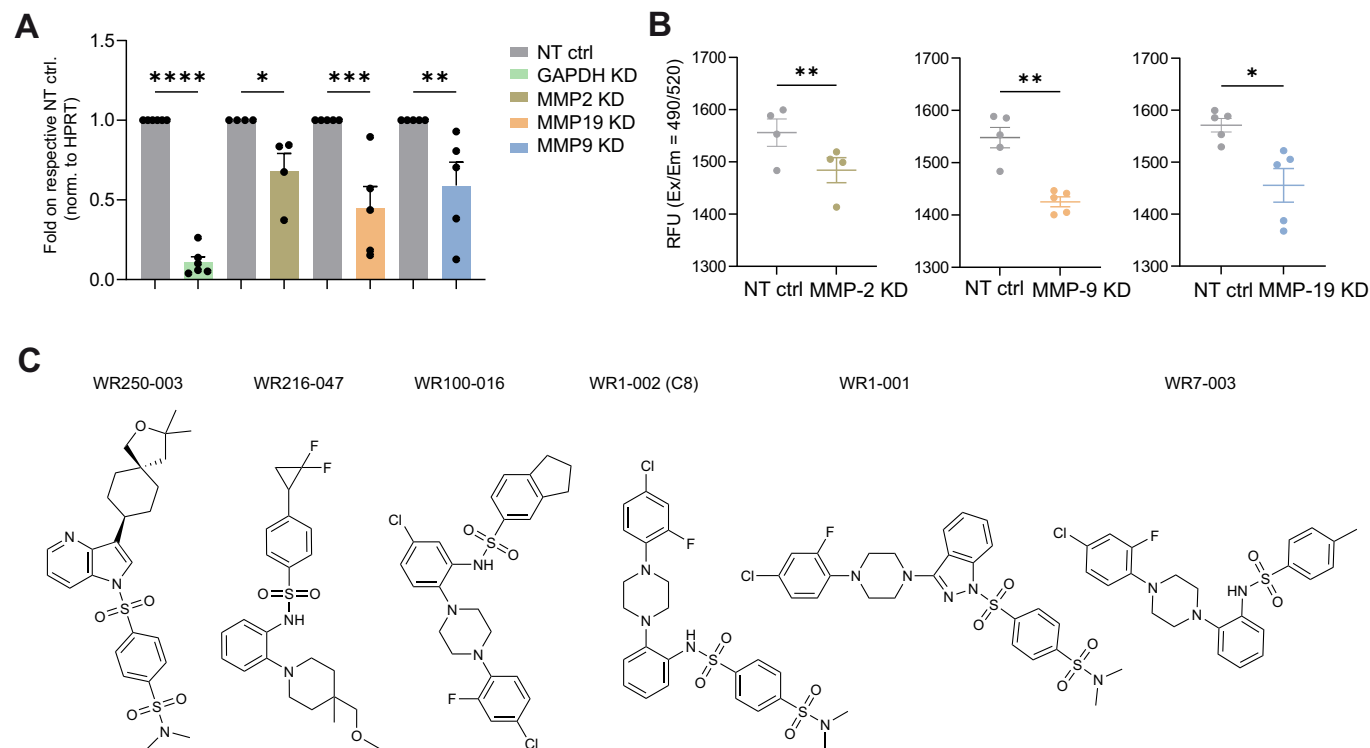 A
Fold on respective NT ctrl.
(norm. to HPRT)
1.5
1.0
0.5
0.0
****
*
***
**
NT ctrl
GAPDH KD
MMP2 KD
MMP19 KD
MMP9 KD
B
RFU (Ex/Em = 490/520)
1700
1600
1500
1400
1300
**
NT ctrl MMP-2 KD
1700
1600
1500
1400
1300
**
NT ctrl MMP-9 KD
1700
1600
1500
1400
1300
*
NT ctrl MMP-19 KD
C
WR250-003
O
N
N
O S O
O S O
N
WR216-047
F
F
O S O
NH
N
O
WR100-016
Cl
O
S
NH O
N
N
F
Cl
WR1-002 (C8)
Cl
F
N
N
H
N O
S
O
O
S
O N
WR1-001
F
Cl
N
N
N
N O
S
O
O
S
O N
WR7-003
Cl
F
N
N
O
HN S
O